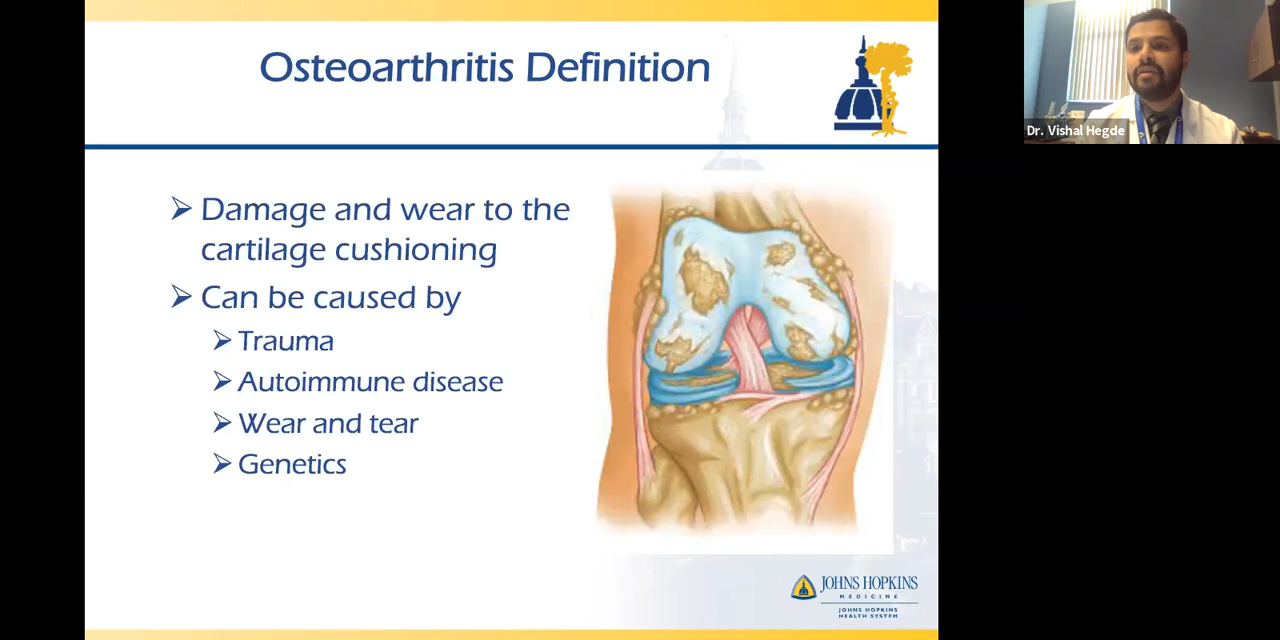 Osteoarthritis Definition
Dr. Vishal Hegde
Damage and wear to the
cartilage cushioning
Can be caused by
Trauma
Autoimmune disease
Wear and tear
Genetics
JOHNS HOPKINS
MEDICINE
JOHNS HOPKINS
HEALTH SYSTEM